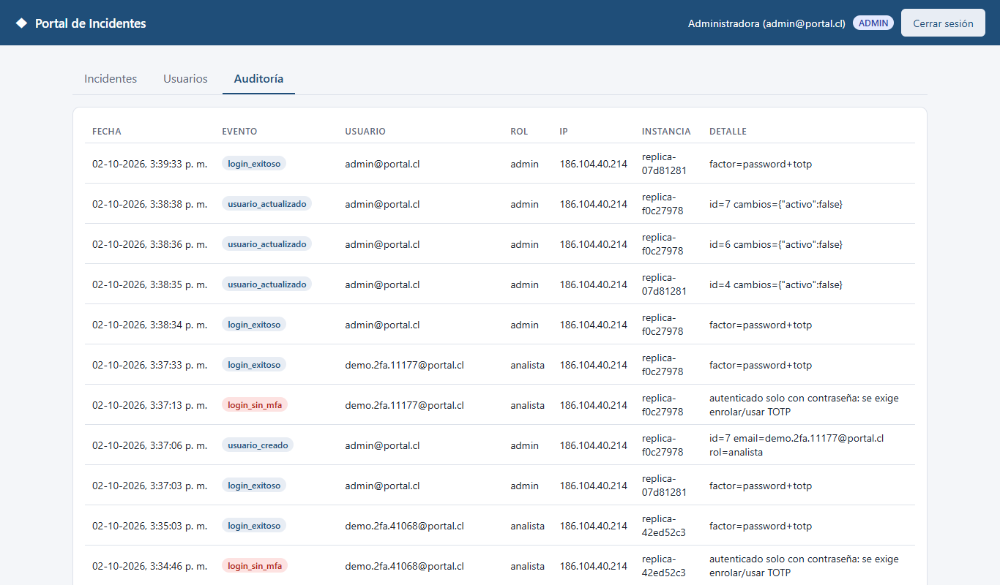 Portal de Incidentes
Administradora (admin@portal.cl) ADMIN Cerrar sesión
Incidentes Usuarios Auditoría
FECHA EVENTO USUARIO ROL IP INSTANCIA DETALLE
02-10-2026, 3:39:33 p. m. login_exitoso admin@portal.cl admin 186.104.40.214 replica-07d81281 factor=password+totp
02-10-2026, 3:38:38 p. m. usuario_actualizado admin@portal.cl admin 186.104.40.214 replica-f0c27978 id=7 cambios={"activo":false}
02-10-2026, 3:38:36 p. m. usuario_actualizado admin@portal.cl admin 186.104.40.214 replica-f0c27978 id=6 cambios={"activo":false}
02-10-2026, 3:38:35 p. m. usuario_actualizado admin@portal.cl admin 186.104.40.214 replica-07d81281 id=4 cambios={"activo":false}
02-10-2026, 3:38:34 p. m. login_exitoso admin@portal.cl admin 186.104.40.214 replica-f0c27978 factor=password+totp
02-10-2026, 3:37:33 p. m. login_exitoso demo.2fa.11177@portal.cl analista 186.104.40.214 replica-f0c27978 factor=password+totp
02-10-2026, 3:37:13 p. m. login_sin_mfa demo.2fa.11177@portal.cl analista 186.104.40.214 replica-f0c27978 autenticado solo con contraseña: se exige enrolar/usar TOTP
02-10-2026, 3:37:06 p. m. usuario_creado admin@portal.cl admin 186.104.40.214 replica-f0c27978 id=7 email=demo.2fa.11177@portal.cl rol=analista
02-10-2026, 3:37:03 p. m. login_exitoso admin@portal.cl admin 186.104.40.214 replica-07d81281 factor=password+totp
02-10-2026, 3:35:03 p. m. login_exitoso demo.2fa.41068@portal.cl analista 186.104.40.214 replica-42ed52c3 factor=password+totp
02-10-2026, 3:34:46 p. m. login_sin_mfa demo.2fa.41068@portal.cl analista 186.104.40.214 replica-42ed52c3 autenticado solo con contraseña: se exige enrolar/usar TOTP